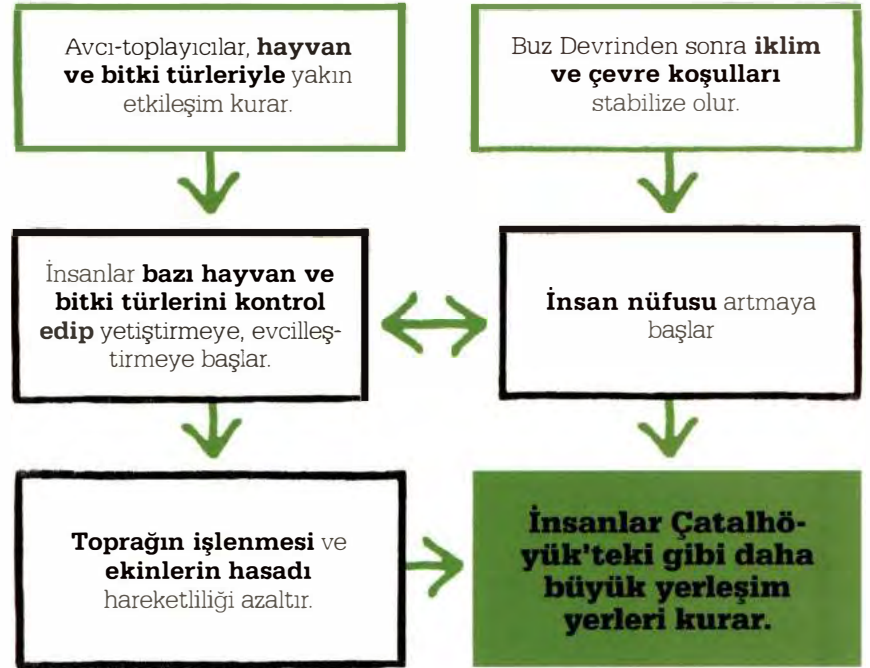 Avcı-toplayıcılar, hayvan
ve bitki türleriyle yakın
etkileşim kurar.
Buz Devrinden sonra iklim
ve çevre koşulları
stabilize olur.
İnsanlar bazı hayvan ve
bitki türlerini kontrol
edip yetiştirmeye, evcilleş-
tirmeye başlar.
İnsan nüfusu artmaya
başlar
Toprağın işlenmesi ve
ekinlerin hasadı
hareketliliği azaltır.
İnsanlar Çatalhö-
yük'teki gibi daha
büyük yerleşim
yerleri kurar.